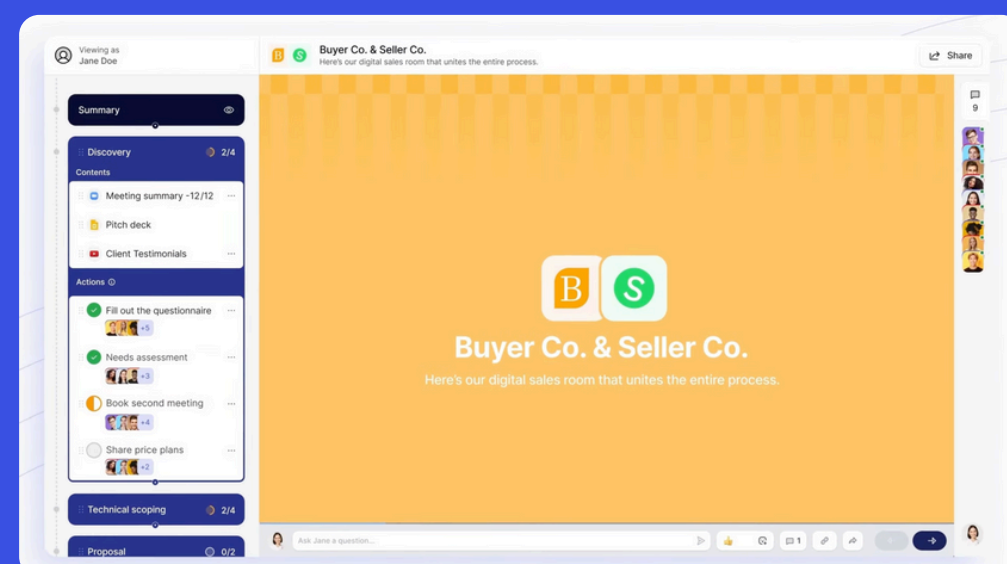 Viewing as
Jane Doe
B S
Buyer Co. & Seller Co.
Here's our digital sales room that unites the entire process.
Share
Summary
Discovery 2/4
Contents
Meeting summary -12/12
Pitch deck
Client Testimonials
Actions
Fill out the questionnaire
+5
Needs assessment
+3
Book second meeting
+4
Share price plans
+2
Technical scoping 2/4
Proposal 0/2
9
B S
Buyer Co. & Seller Co.
Here's our digital sales room that unites the entire process.
Ask Jane a question...
1